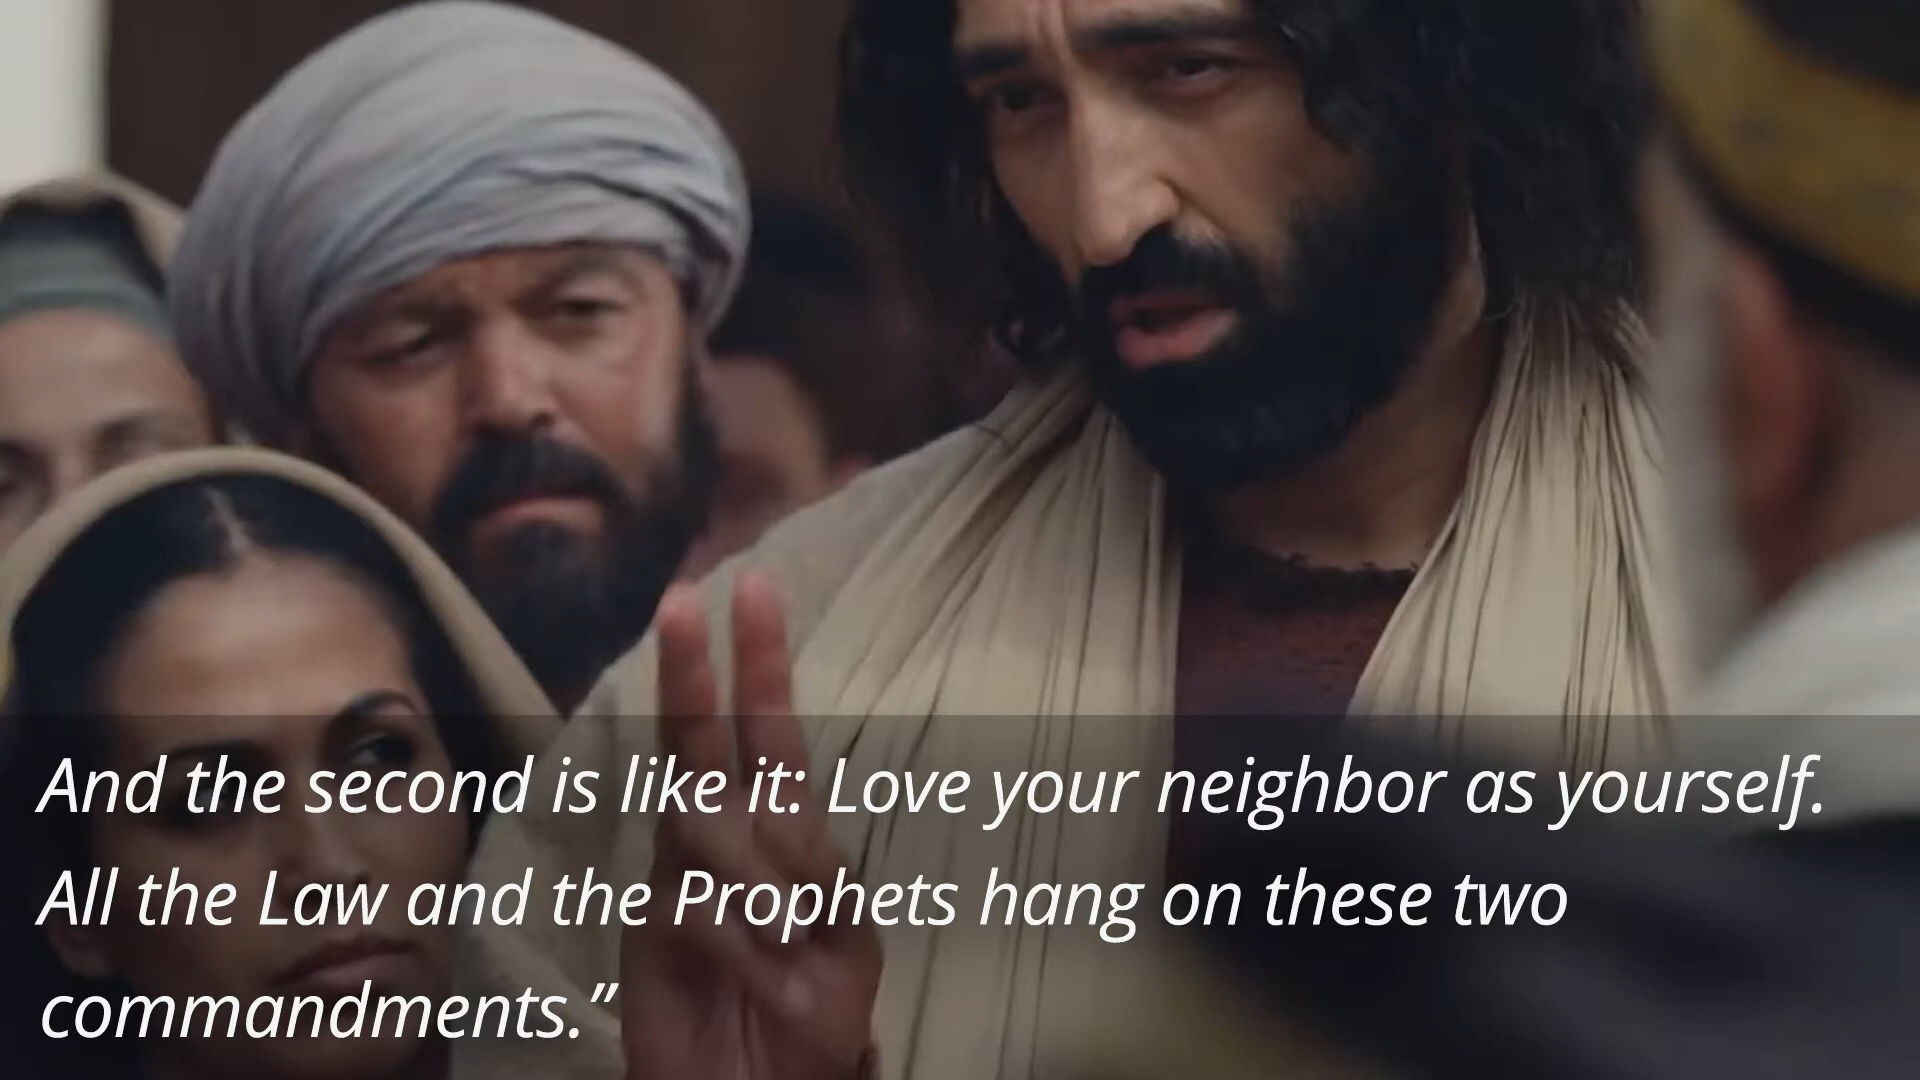 And the second is like it: Love your neighbor as yourself.
All the Law and the Prophets hang on these two
commandments.”